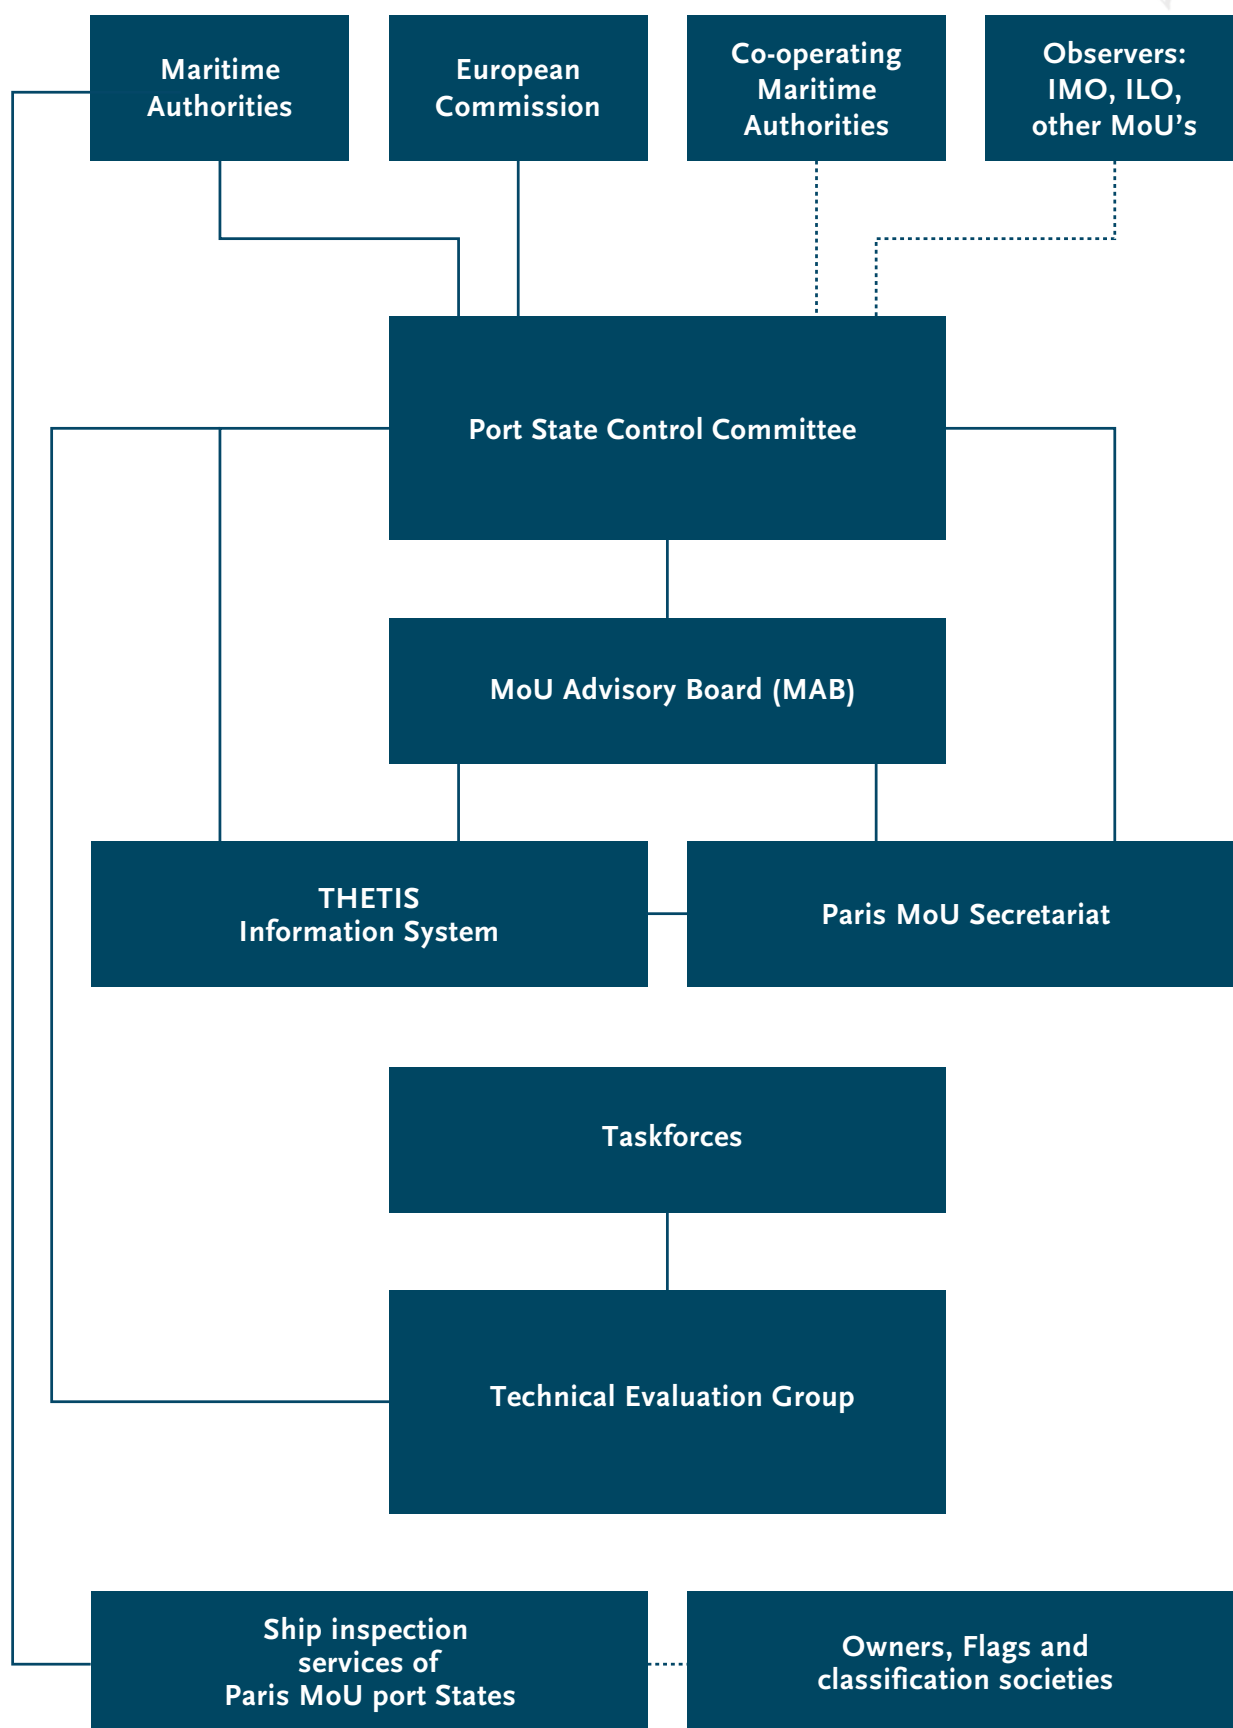 Maritime
Authorities
European
Commission
Co-operating
Maritime
Authorities
Observers:
IMO, ILO,
other MoU's
Port State Control Committee
MoU Advisory Board (MAB)
THETIS
Information System
Paris MoU Secretariat
Taskforces
Technical Evaluation Group
Ship inspection
services of
Paris MoU port States
Owners, Flags and
classification societies